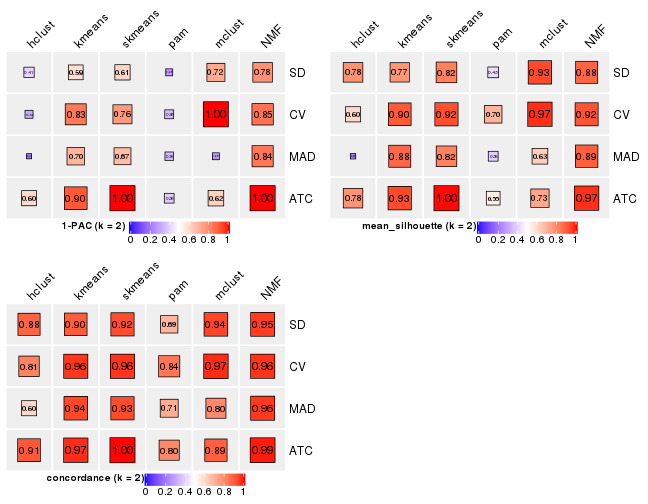 hclust kmeans skmeans pam mclust NMF
0.41 0.59 0.61 0.72 0.78 SD
0.83 0.76 1.00 0.85 CV
0.70 0.67 0.84 MAD
0.60 0.90 1.00 0.62 1.00 ATC
1-PAC (k = 2)
0 0.2 0.4 0.6 0.8 1
hclust kmeans skmeans pam mclust NMF
0.78 0.77 0.82 0.43 0.93 0.88 SD
0.60 0.90 0.92 0.70 0.97 0.92 CV
0.88 0.82 0.63 0.89 MAD
0.78 0.93 1.00 0.55 0.73 0.97 ATC
mean_silhouette (k = 2)
0 0.2 0.4 0.6 0.8 1
hclust kmeans skmeans pam mclust NMF
0.88 0.90 0.92 0.69 0.94 0.95 SD
0.81 0.96 0.96 0.84 0.97 0.96 CV
0.60 0.94 0.93 0.71 0.80 0.96 MAD
0.91 0.97 1.00 0.80 0.89 0.99 ATC
concordance (k = 2)
0 0.2 0.4 0.6 0.8 1